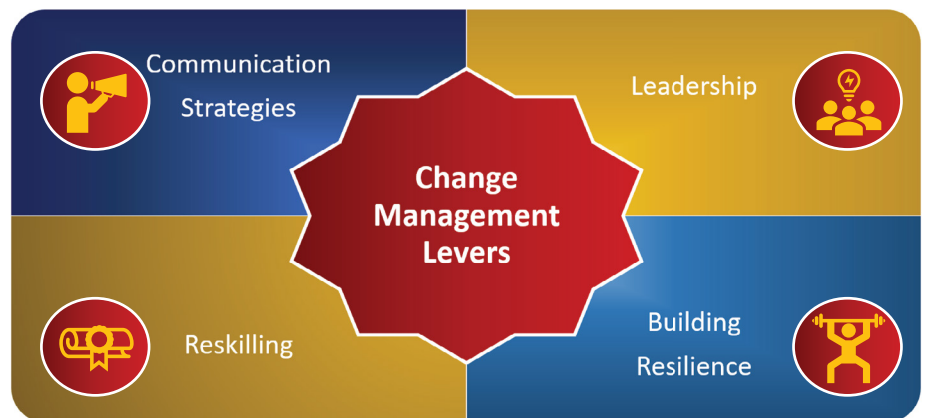 Communication
Strategies
Leadership
Change
Management
Levers
Reskilling
Building
Resilience